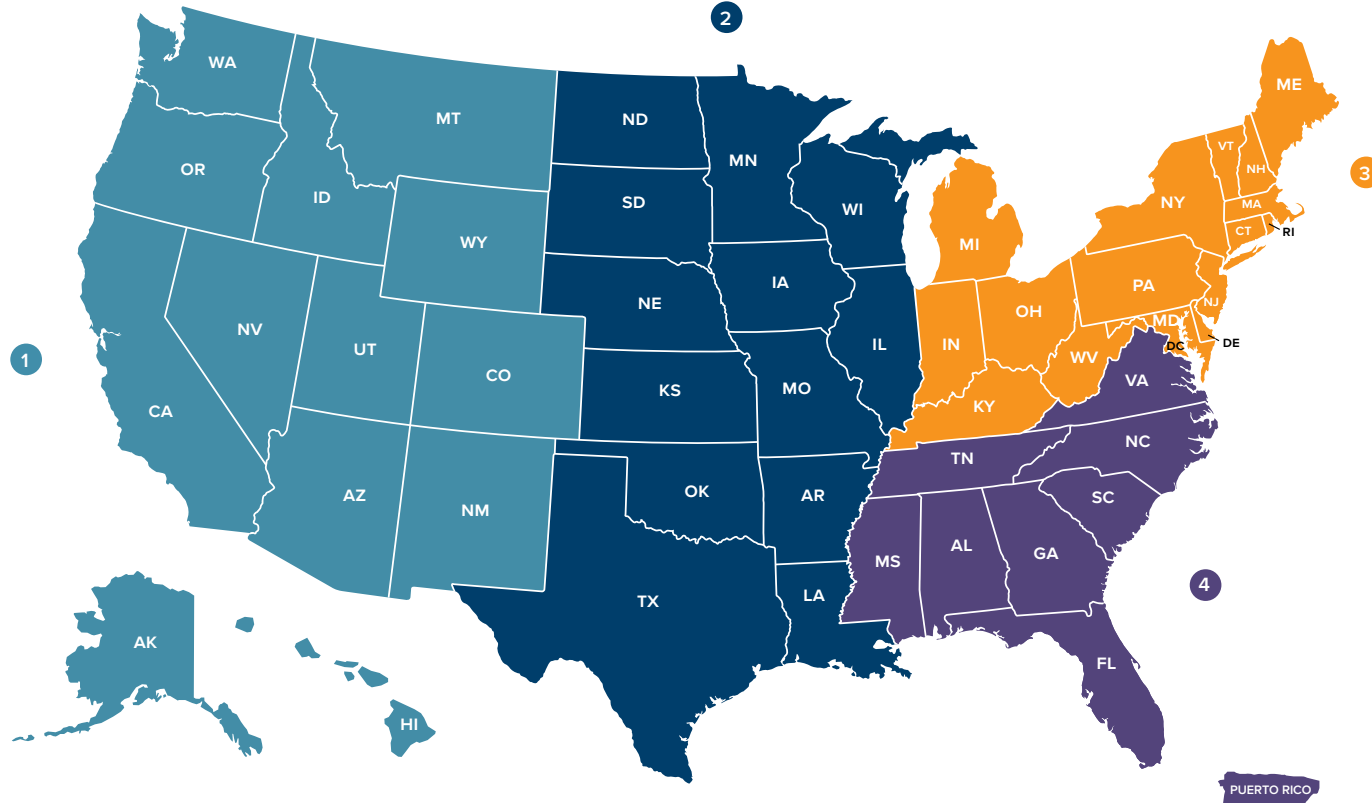 2
WA
MT
ND
MN
ME
OR
ID
SD
WI
VT
NH
3
WY
NY
MA
MI
CT
RI
NE
IA
PA
NV
UT
IL
IN
OH
NJ
MD
DE
DC
1
CO
KS
MO
WV
CA
KY
VA
AZ
NM
OK
AR
TN
NC
SC
MS
AL
GA
4
TX
LA
AK
HI
FL
PUERTO RICO